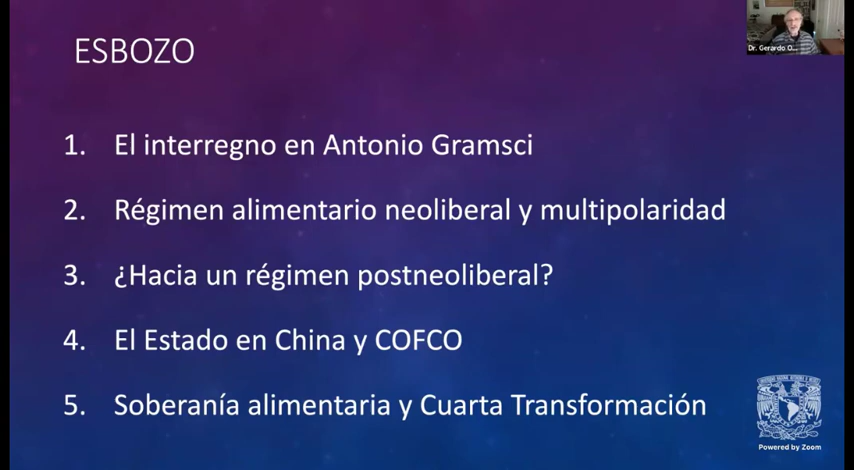 ESBOZO
Dr. Gerardo O...
1. El interregno en Antonio Gramsci
2. Régimen alimentario neoliberal y multipolaridad
3. ¿Hacia un régimen postneoliberal?
4. El Estado en China y COFCO
5. Soberanía alimentaria y Cuarta Transformación
Powered by Zoom